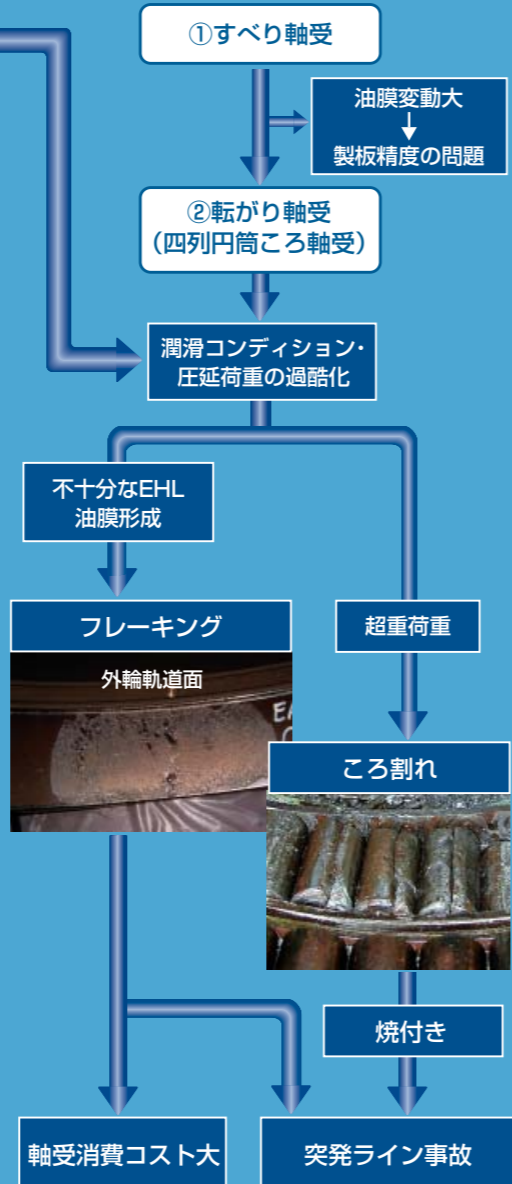 ①すべり軸受
油膜変動大
↓
製板精度の問題
②転がり軸受
(四列円筒ころ軸受)
潤滑コンディション・
圧延荷重の過酷化
不十分なEHL
油膜形成
フレーキング
超重荷重
外輪軌道面
ころ割れ
焼付き
軸受消費コスト大
突発ライン事故